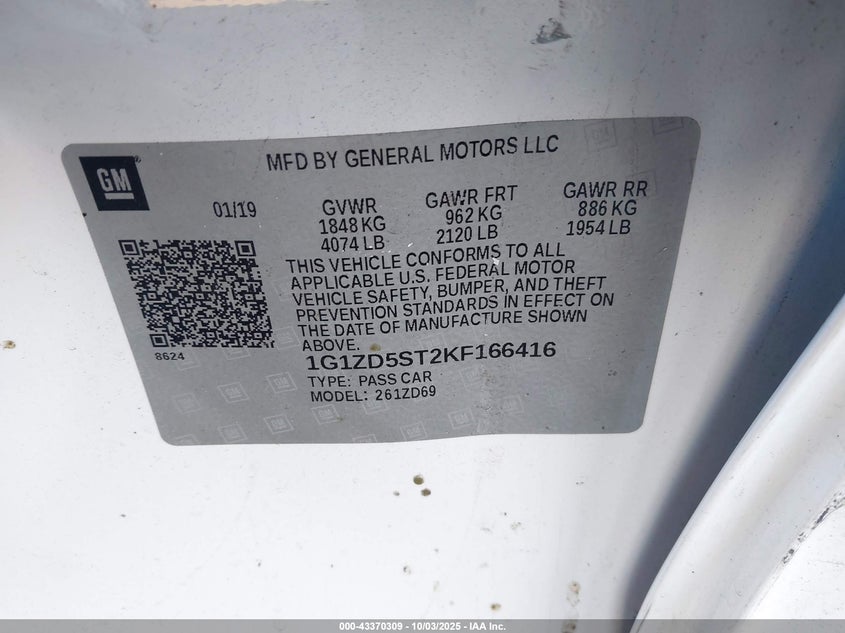 GM
MFD BY GENERAL MOTORS LLC
01/19
GVWR
1848 KG
4074 LB
GAWR FRT
962 KG
2120 LB
GAWR RR
886 KG
1954 LB
THIS VEHICLE CONFORMS TO ALL
APPLICABLE U.S. FEDERAL MOTOR
VEHICLE SAFETY, BUMPER, AND THEFT
PREVENTION STANDARDS IN EFFECT ON
THE DATE OF MANUFACTURE SHOWN
ABOVE.
8624
1G1ZD5ST2KF166416
TYPE: PASS CAR
MODEL: 261ZD69
000-43370309 - 10/03/2025 - IAA Inc.